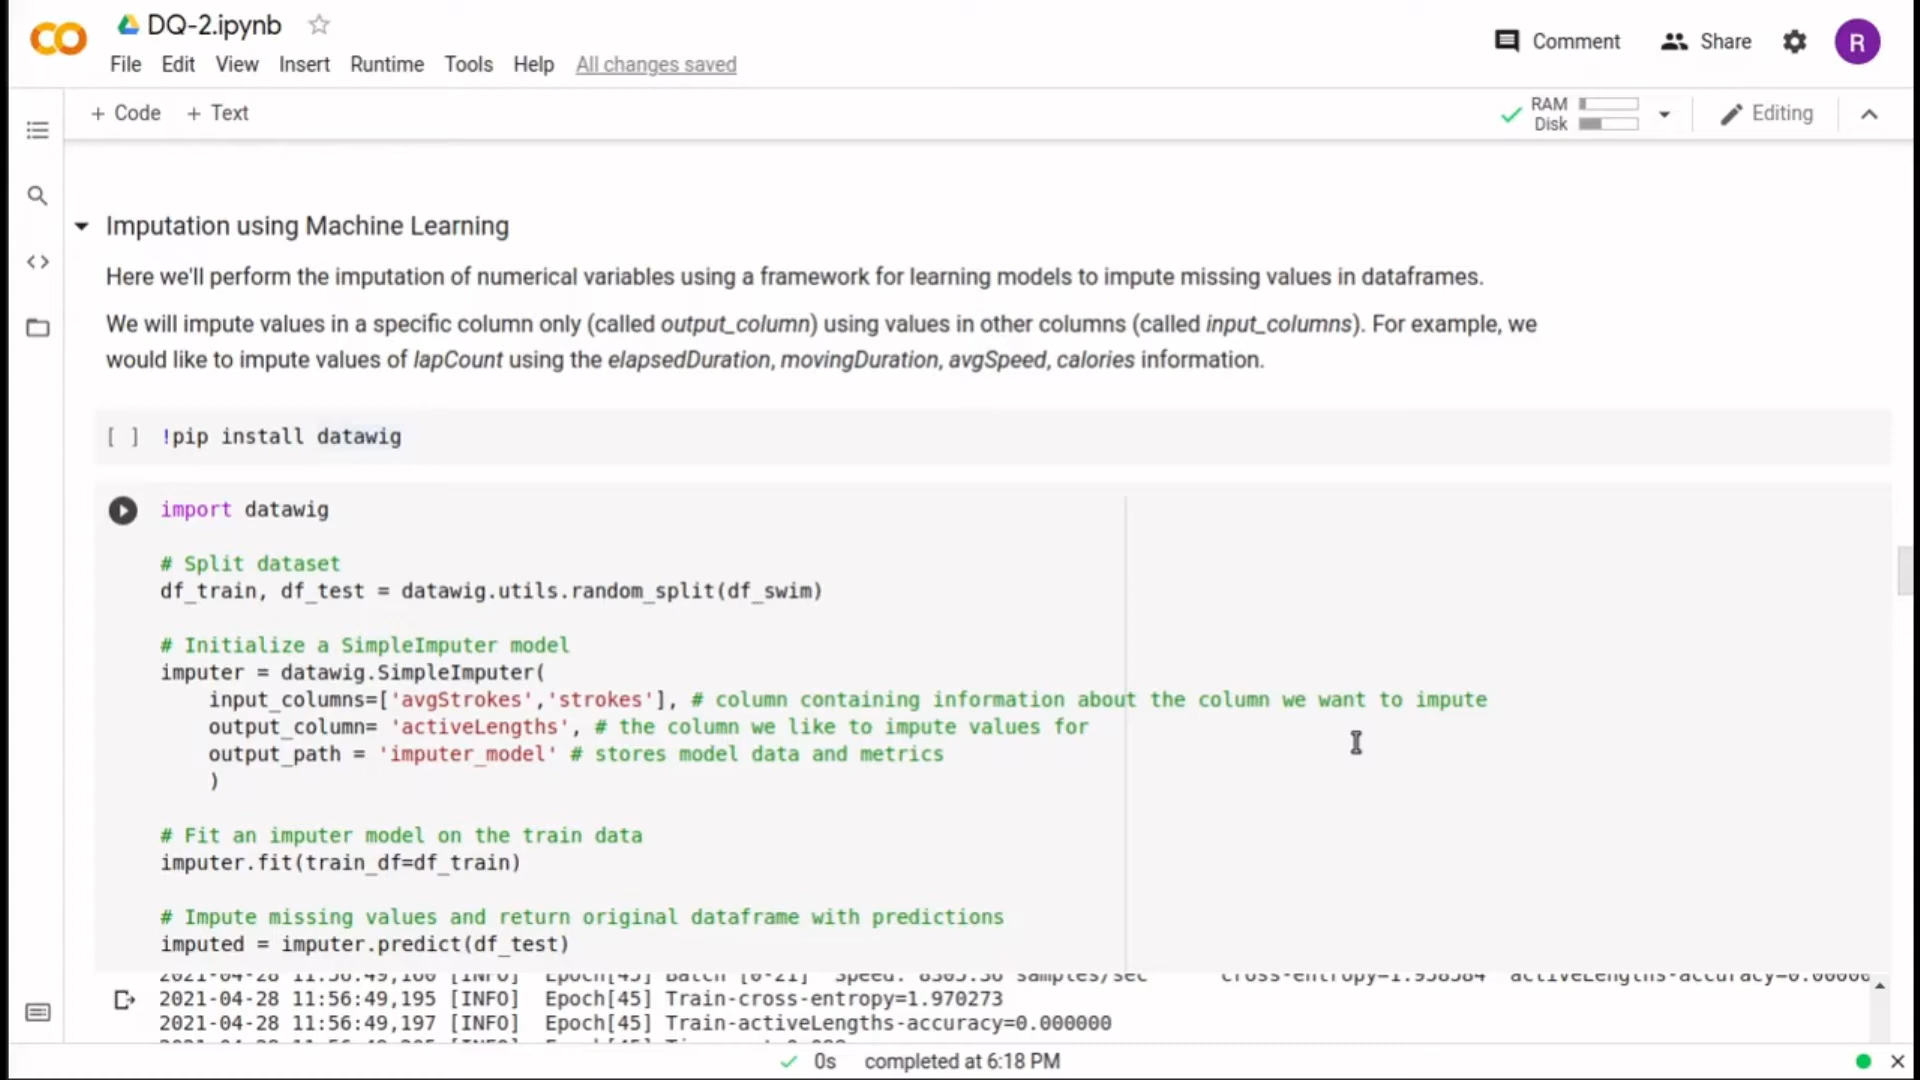 DQ-2.ipynb
File Edit View Insert Runtime Tools Help All changes saved
Comment Share R
+ Code + Text
RAM
Disk
Editing
Imputation using Machine Learning
Here we'll perform the imputation of numerical variables using a framework for learning models to impute missing values in dataframes.
We will impute values in a specific column only (called output_column) using values in other columns (called input_columns). For example, we
would like to impute values of lapCount using the elapsedDuration, movingDuration, avgSpeed, calories information.
[ ] !pip install datawig
import datawig
# Split dataset
df_train, df_test = datawig.utils.random_split(df_swim)
# Initialize a SimpleImputer model
imputer = datawig.SimpleImputer(
input_columns=['avgStrokes','strokes'], # column containing information about the column we want to impute
output_column= 'activeLengths', # the column we like to impute values for
output_path = 'imputer_model' # stores model data and metrics
)
# Fit an imputer model on the train data
imputer.fit(train_df=df_train)
# Impute missing values and return original dataframe with predictions
imputed = imputer.predict(df_test)
[INFO] Epoch[45] Batch [0-21] Speed: samples/sec
2021-04-28 11:56:49,195 [INFO] Epoch[45] Train-cross-entropy=1.970273
2021-04-28 11:56:49,197 [INFO] Epoch[45] Train-activeLengths-accuracy=0.000000
0s completed at 6:18 PM